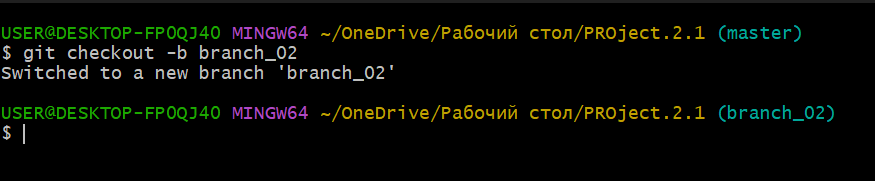 USER@DESKTOP-FP0QJ40 MINGW64 ~/OneDrive/Рабочий стол/PROject.2.1 (master)
$ git checkout -b branch_02
Switched to a new branch 'branch_02'
USER@DESKTOP-FP0QJ40 MINGW64 ~/OneDrive/Рабочий стол/PROject.2.1 (branch_02)
$